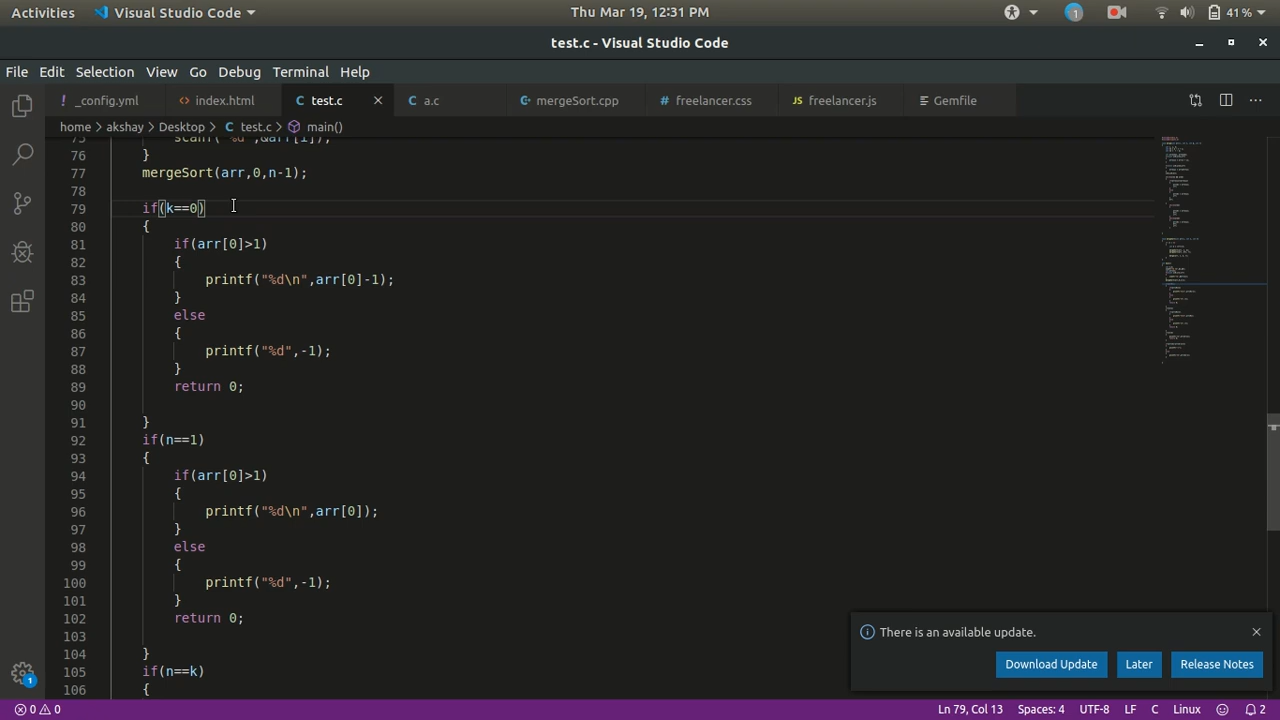 Activities Visual Studio Code Thu Mar 19, 12:31 PM 1 41%
test.c - Visual Studio Code
File Edit Selection View Go Debug Terminal Help
_config.yml index.html test.c a.c mergeSort.cpp freelancer.css freelancer.js Gemfile
home > akshay > Desktop > test.c > main()
75 scanf("%d",&arr[i]);
76 }
77 mergeSort(arr,0,n-1);
78
79 if(k==0)
80 {
81 if(arr[0]>1)
82 {
83 printf("%d\n",arr[0]-1);
84 }
85 else
86 {
87 printf("%d",-1);
88 }
89 return 0;
90
91 }
92 if(n==1)
93 {
94 if(arr[0]>1)
95 {
96 printf("%d\n",arr[0]);
97 }
98 else
99 {
100 printf("%d",-1);
101 }
102 return 0;
103
104 }
105 if(n==k)
106 {
There is an available update.
Download Update Later Release Notes
1
0 0 Ln 79, Col 13 Spaces: 4 UTF-8 LF C Linux 2